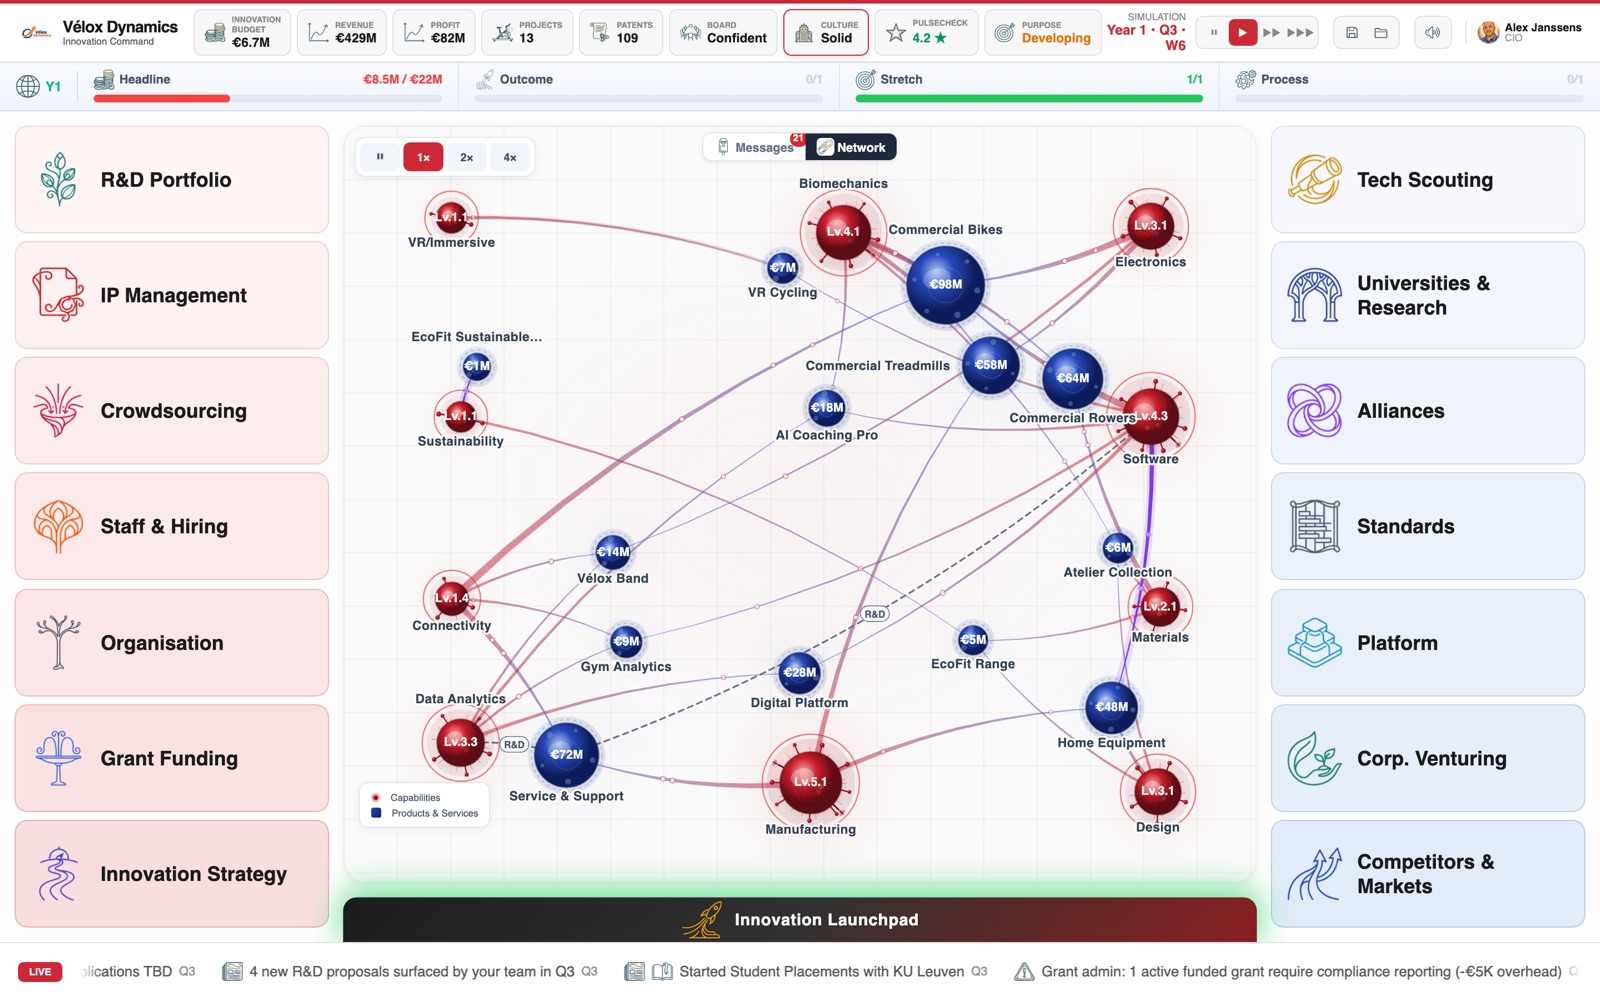 Vélox Dynamics
Innovation Command
INNOVATION
BUDGET
€6.7M
REVENUE
€429M
PROFIT
€82M
PROJECTS
13
PATENTS
109
BOARD
Confident
CULTURE
Solid
PULSECHECK
4.2 ★
PURPOSE
Developing
SIMULATION
Year 1 · Q3 ·
W6
Alex Janssens
CIO
Y1
Headline
€8.5M / €22M
Outcome
0/1
Stretch
1/1
Process
0/1
R&D Portfolio
IP Management
Crowdsourcing
Staff & Hiring
Organisation
Grant Funding
Innovation Strategy
1×
2×
4×
Messages
21
Network
Biomechanics
Lv.4.1
Lv.1.1
VR/Immersive
Commercial Bikes
€98M
Lv.3.1
Electronics
€7M
VR Cycling
EcoFit Sustainable...
€1M
Lv.1.1
Sustainability
Commercial Treadmills
€58M
€64M
Commercial Rowers
€18M
AI Coaching Pro
Lv.4.3
Software
€14M
Vélox Band
€6M
Atelier Collection
Lv.1.4
Connectivity
R&D
Lv.2.1
Materials
€9M
Gym Analytics
€5M
EcoFit Range
€28M
Digital Platform
Data Analytics
Lv.3.3
R&D
€72M
Service & Support
€48M
Home Equipment
Lv.5.1
Manufacturing
Lv.3.1
Design
Capabilities
Products & Services
Innovation Launchpad
Tech Scouting
Universities &
Research
Alliances
Standards
Platform
Corp. Venturing
Competitors &
Markets
LIVE
plications TBD Q3
4 new R&D proposals surfaced by your team in Q3 Q3
Started Student Placements with KU Leuven Q3
Grant admin: 1 active funded grant require compliance reporting (-€5K overhead)